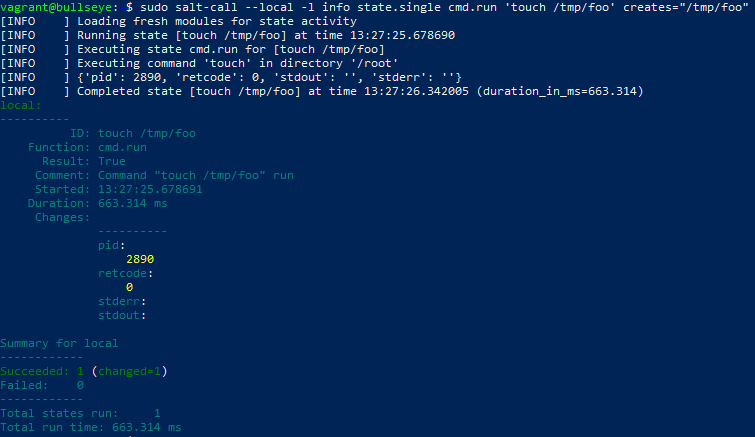 vagrant@bullseye:~$ sudo salt-call --local -l info state.single cmd.run 'touch /tmp/foo' creates="/tmp/foo"
[INFO    ] Loading fresh modules for state activity
[INFO    ] Running state [touch /tmp/foo] at time 13:27:25.678690
[INFO    ] Executing state cmd.run for [touch /tmp/foo]
[INFO    ] Executing command 'touch' in directory '/root'
[INFO    ] {'pid': 2890, 'retcode': 0, 'stdout': '', 'stderr': ''}
[INFO    ] Completed state [touch /tmp/foo] at time 13:27:26.342005 (duration_in_ms=663.314)
local:
----------
          ID: touch /tmp/foo
    Function: cmd.run
      Result: True
     Comment: Command "touch /tmp/foo" run
     Started: 13:27:25.678691
    Duration: 663.314 ms
     Changes:
              ----------
              pid:
                  2890
              retcode:
                  0
              stderr:
              stdout:

Summary for local
------------
Succeeded: 1 (changed=1)
Failed:    0
------------
Total states run:     1
Total run time: 663.314 ms